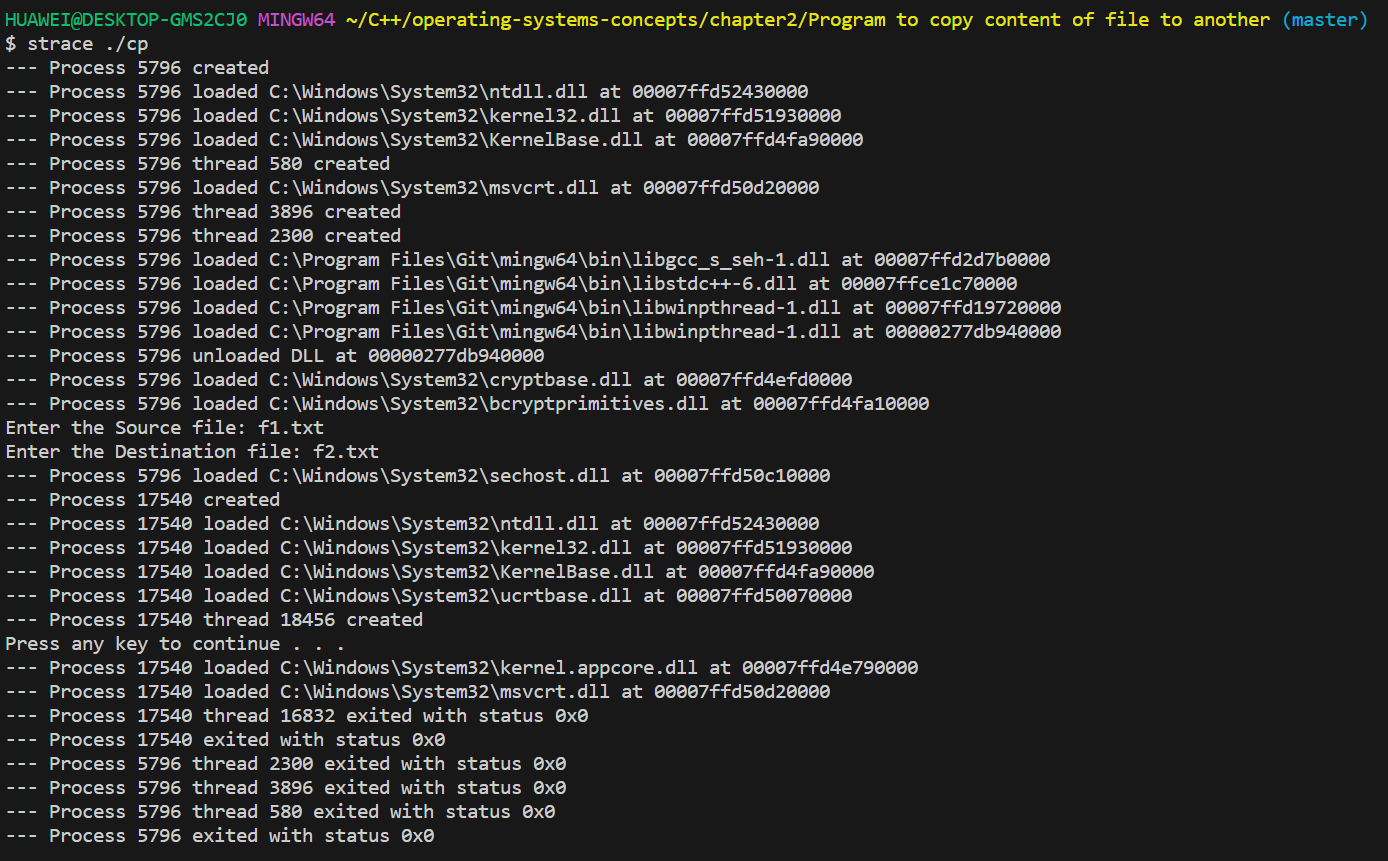 HUAWEI@DESKTOP-GMS2CJ0 MINGW64 ~/C++/operating-systems-concepts/chapter2/Program to copy content of file to another (master)
$ strace ./cp
--- Process 5796 created
--- Process 5796 loaded C:\Windows\System32\ntdll.dll at 00007ffd52430000
--- Process 5796 loaded C:\Windows\System32\kernel32.dll at 00007ffd51930000
--- Process 5796 loaded C:\Windows\System32\KernelBase.dll at 00007ffd4fa90000
--- Process 5796 thread 580 created
--- Process 5796 loaded C:\Windows\System32\msvcrt.dll at 00007ffd50d20000
--- Process 5796 thread 3896 created
--- Process 5796 thread 2300 created
--- Process 5796 loaded C:\Program Files\Git\mingw64\bin\libgcc_s_seh-1.dll at 00007ffd2d7b0000
--- Process 5796 loaded C:\Program Files\Git\mingw64\bin\libstdc++-6.dll at 00007ffce1c70000
--- Process 5796 loaded C:\Program Files\Git\mingw64\bin\libwinpthread-1.dll at 00007ffd19720000
--- Process 5796 loaded C:\Program Files\Git\mingw64\bin\libwinpthread-1.dll at 00000277db940000
--- Process 5796 unloaded DLL at 00000277db940000
--- Process 5796 loaded C:\Windows\System32\cryptbase.dll at 00007ffd4efd0000
--- Process 5796 loaded C:\Windows\System32\bcryptprimitives.dll at 00007ffd4fa10000
Enter the Source file: f1.txt
Enter the Destination file: f2.txt
--- Process 5796 loaded C:\Windows\System32\sechost.dll at 00007ffd50c10000
--- Process 17540 created
--- Process 17540 loaded C:\Windows\System32\ntdll.dll at 00007ffd52430000
--- Process 17540 loaded C:\Windows\System32\kernel32.dll at 00007ffd51930000
--- Process 17540 loaded C:\Windows\System32\KernelBase.dll at 00007ffd4fa90000
--- Process 17540 loaded C:\Windows\System32\ucrtbase.dll at 00007ffd50070000
--- Process 17540 thread 18456 created
Press any key to continue . . .
--- Process 17540 loaded C:\Windows\System32\kernel.appcore.dll at 00007ffd4e790000
--- Process 17540 loaded C:\Windows\System32\msvcrt.dll at 00007ffd50d20000
--- Process 17540 thread 16832 exited with status 0x0
--- Process 17540 exited with status 0x0
--- Process 5796 thread 2300 exited with status 0x0
--- Process 5796 thread 3896 exited with status 0x0
--- Process 5796 thread 580 exited with status 0x0
--- Process 5796 exited with status 0x0